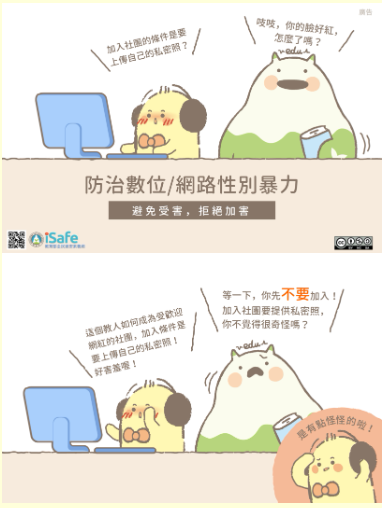 廣告
加入社團的條件是要
上傳自己的私密照？
吱吱，你的臉好紅，
怎麼了嗎？
vedus
防治數位/網路性別暴力
避免受害，拒絕加害
iSafe
這個教人如何成為受歡迎
網紅的社團，加入條件是
要上傳自己的私密照！
好害羞喔！
等一下，你先不要加入！
加入社團要提供私密照，
你不覺得很奇怪嗎？
vedus
是有點怪怪的啦！